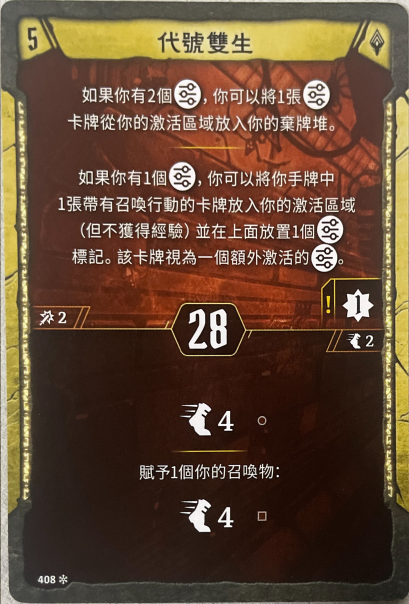 5
代號雙生
如果你有2個，你可以將1張
卡牌從你的激活區域放入你的棄牌堆。
如果你有1個，你可以將你手牌中
1張帶有召喚行動的卡牌放入你的激活區域
（但不獲得經驗）並在上面放置1個
標記。該卡牌視為一個額外激活的。
! 1
2
28
2
4
賦予1個你的召喚物：
4
408